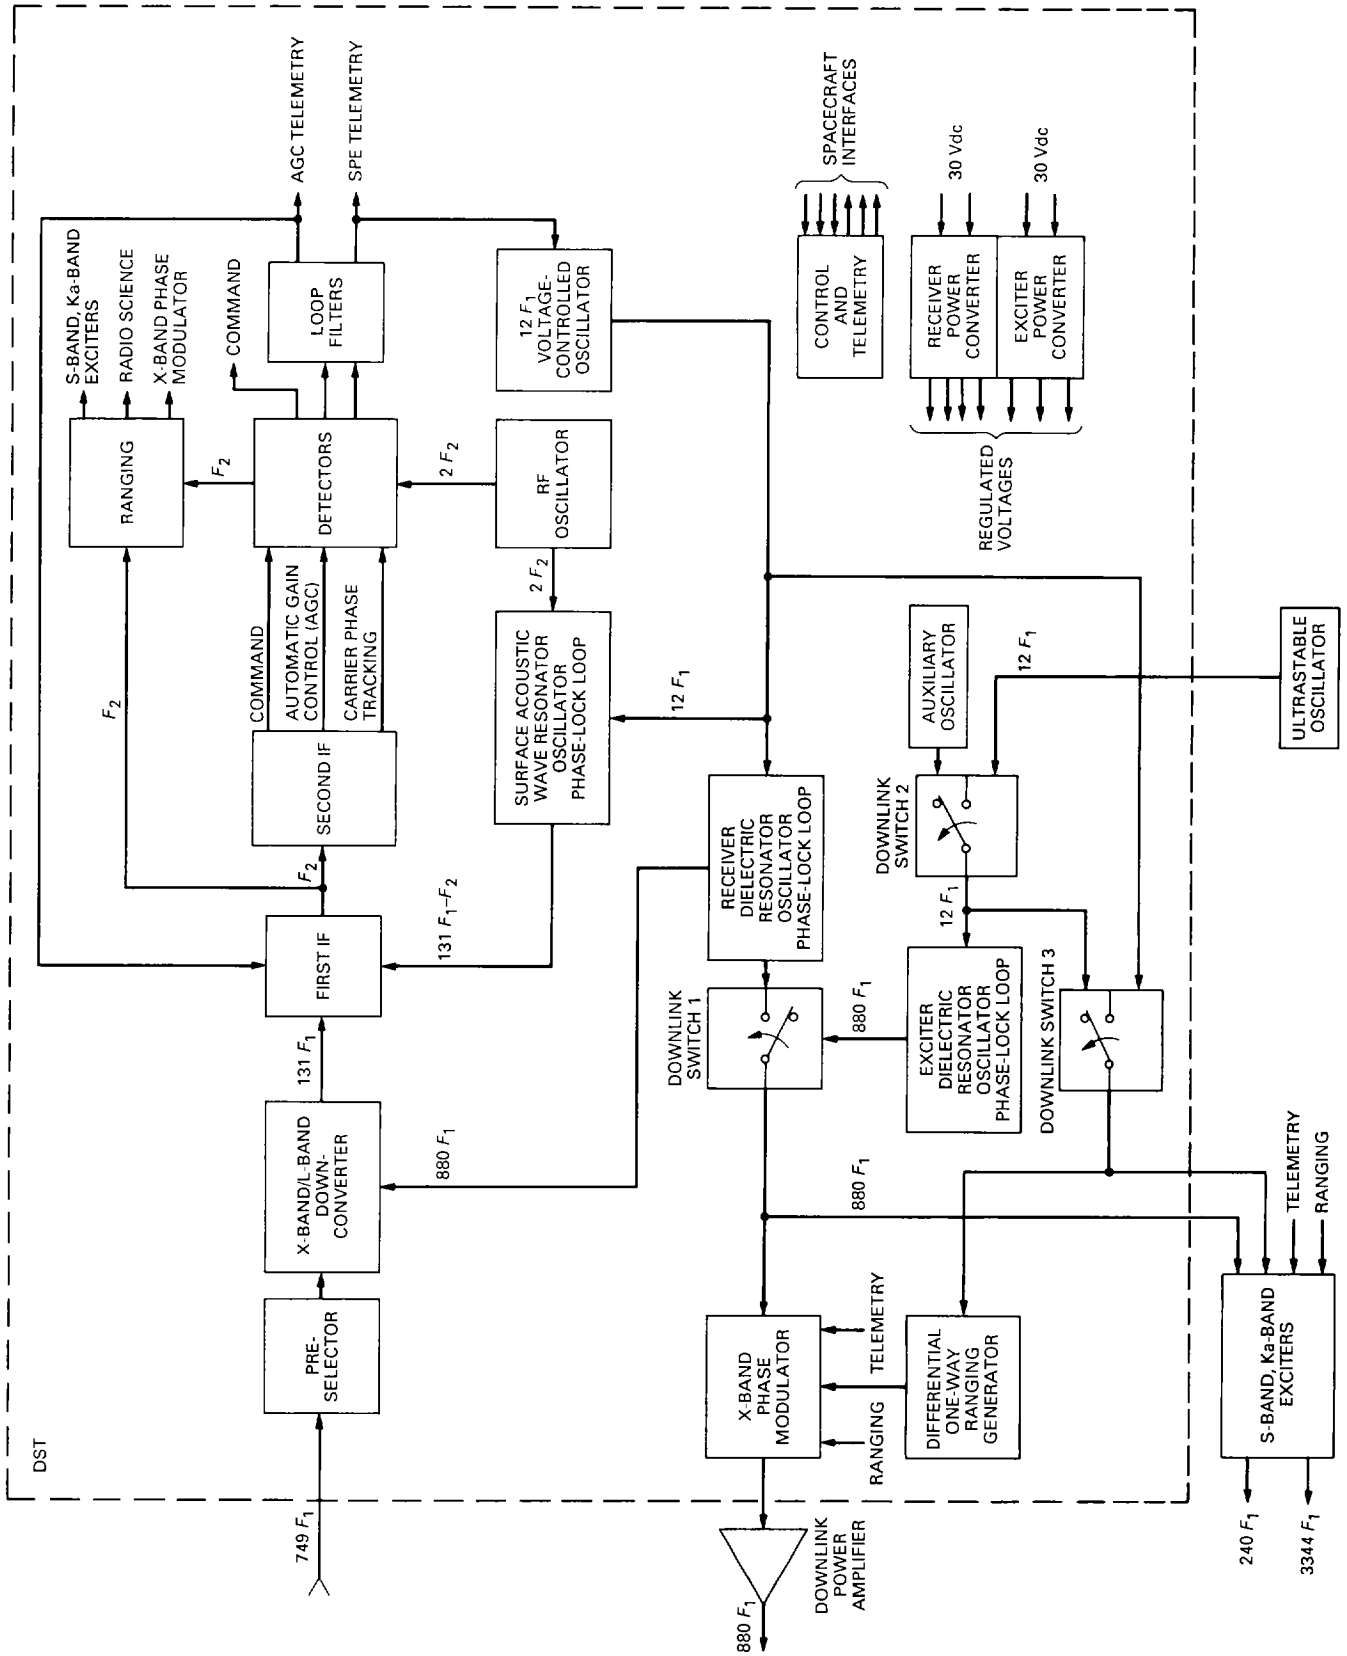 DST
749 F1
PRE-
SELECTOR
X-BAND/L-BAND
DOWN-
CONVERTER
131 F1
FIRST IF
F2
F2
SECOND IF
COMMAND
AUTOMATIC GAIN
CONTROL (AGC)
CARRIER PHASE
TRACKING
DETECTORS
F2
RANGING
S-BAND, Ka-BAND
EXCITERS
RADIO SCIENCE
X-BAND PHASE
MODULATOR
COMMAND
LOOP
FILTERS
AGC TELEMETRY
SPE TELEMETRY
880 F1
131 F1–F2
SURFACE ACOUSTIC
WAVE RESONATOR
OSCILLATOR
PHASE-LOCK LOOP
2 F2
2 F2
RF
OSCILLATOR
12 F1
VOLTAGE-
CONTROLLED
OSCILLATOR
12 F1
880 F1
DOWNLINK
POWER
AMPLIFIER
X-BAND
PHASE
MODULATOR
RANGING
TELEMETRY
880 F1
DOWNLINK
SWITCH 1
RECEIVER
DIELECTRIC
RESONATOR
OSCILLATOR
PHASE-LOCK LOOP
880 F1
DIFFERENTIAL
ONE-WAY
RANGING
GENERATOR
EXCITER
DIELECTRIC
RESONATOR
OSCILLATOR
PHASE-LOCK LOOP
12 F1
DOWNLINK
SWITCH 2
AUXILIARY
OSCILLATOR
12 F1
DOWNLINK SWITCH 3
CONTROL
AND
TELEMETRY
SPACECRAFT
INTERFACES
REGULATED
VOLTAGES
RECEIVER
POWER
CONVERTER
30 Vdc
EXCITER
POWER
CONVERTER
30 Vdc
240 F1
3344 F1
S-BAND, Ka-BAND
EXCITERS
TELEMETRY
RANGING
ULTRASTABLE
OSCILLATOR